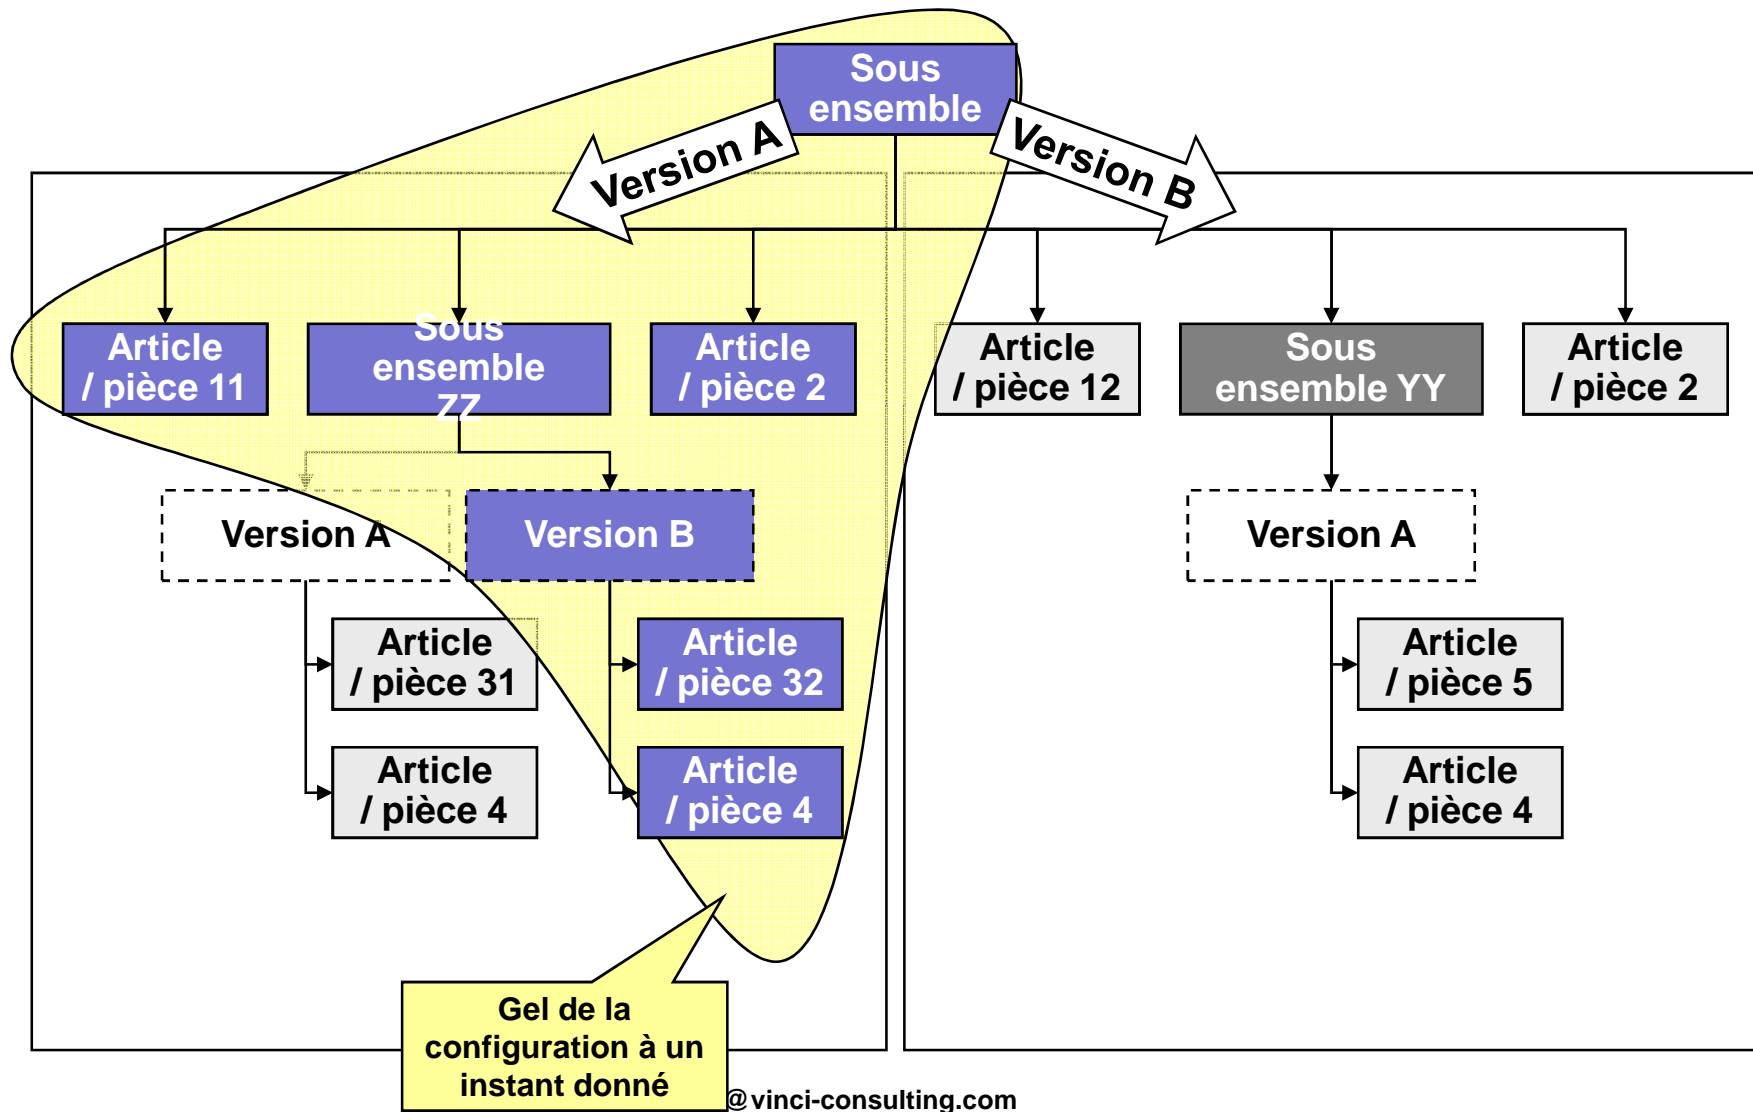 Sous
ensemble
Version A
Version B
Article
/ pièce 11
Sous
ensemble
ZZ
Article
/ pièce 2
Article
/ pièce 12
Sous
ensemble YY
Article
/ pièce 2
Version A
Version B
Version A
Article
/ pièce 31
Article
/ pièce 32
Article
/ pièce 5
Article
/ pièce 4
Article
/ pièce 4
Article
/ pièce 4
Gel de la
configuration à un
instant donné
@vinci-consulting.com